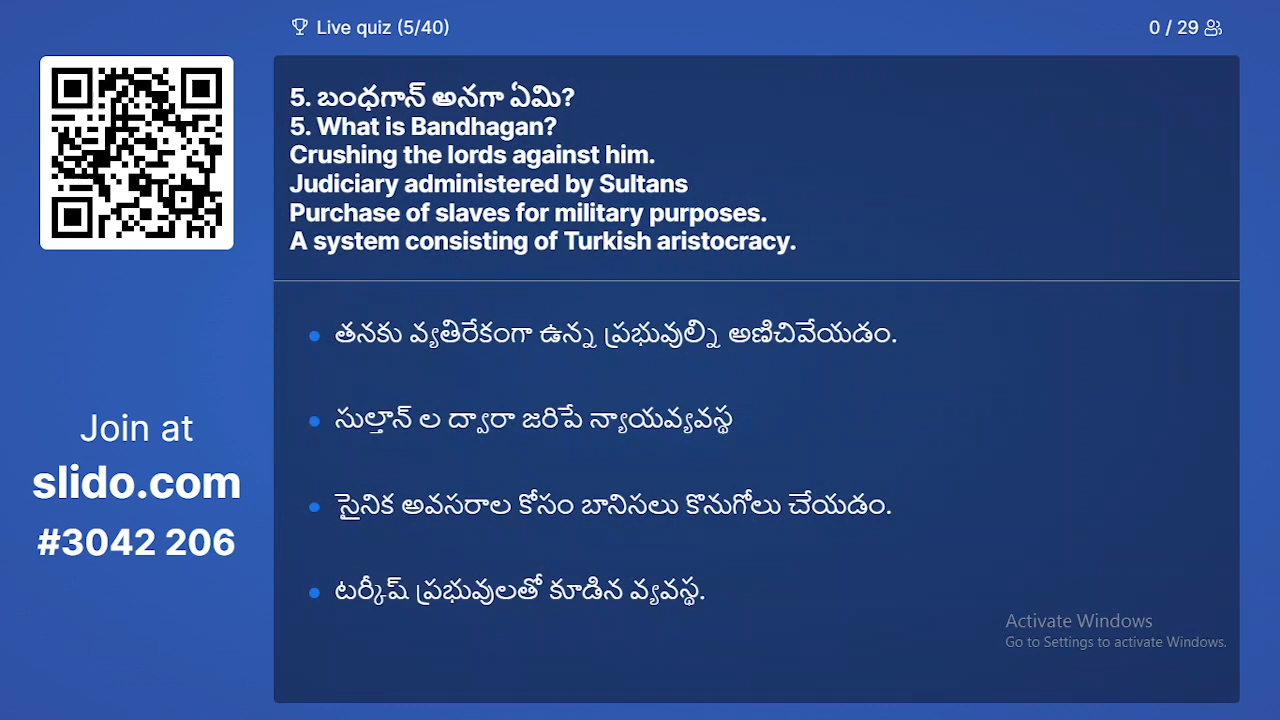 Live quiz (5/40)
0 / 29
5. బంధగాన్ అనగా ఏమి?
5. What is Bandhagan?
Crushing the lords against him.
Judiciary administered by Sultans
Purchase of slaves for military purposes.
A system consisting of Turkish aristocracy.
తనకు వ్యతిరేకంగా ఉన్న ప్రభువుల్ని అణిచివేయడం.
సుల్తాన్ ల ద్వారా జరిపే న్యాయవ్యవస్థ
సైనిక అవసరాల కోసం బానిసలు కొనుగోలు చేయడం.
టర్కీష్ ప్రభువులతో కూడిన వ్యవస్థ.
Join at
slido.com
#3042 206
Activate Windows
Go to Settings to activate Windows.